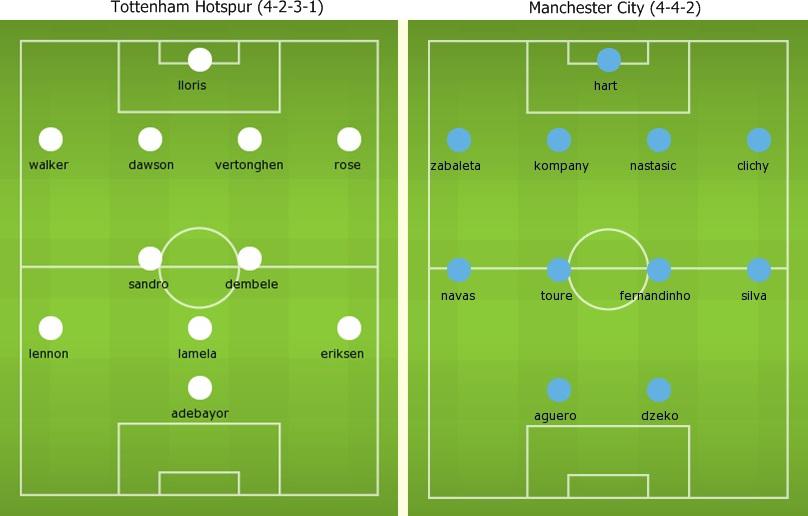 Tottenham Hotspur (4-2-3-1)
lloris
walker dawson vertonghen rose
sandro dembele
lennon lamela eriksen
adebayor
Manchester City (4-4-2)
hart
zabaleta kompany nastasic clichy
navas toure fernandinho silva
aguero dzeko